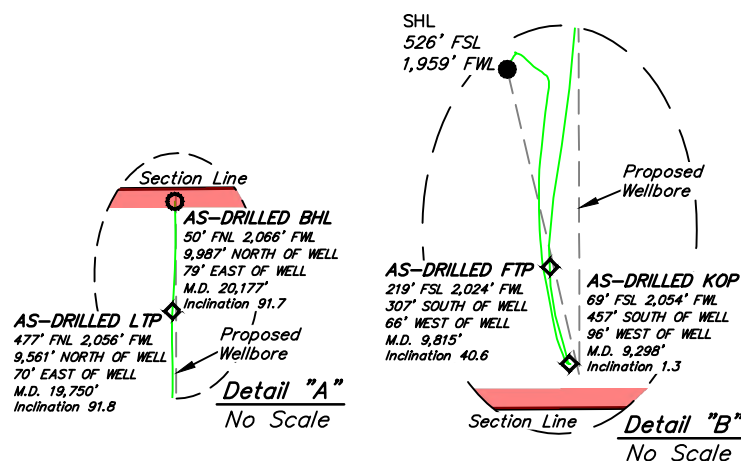 Section Line
AS-DRILLED BHL
50' FNL 2,066' FWL
9,987' NORTH OF WELL
79' EAST OF WELL
M.D. 20,177'
Inclination 91.7
AS-DRILLED LTP
477' FNL 2,056' FWL
9,561' NORTH OF WELL
70' EAST OF WELL
M.D. 19,750'
Inclination 91.8
Proposed
Wellbore
Detail "A"
No Scale
SHL
526' FSL
1,959' FWL
Proposed
Wellbore
AS-DRILLED FTP
219' FSL 2,024' FWL
307' SOUTH OF WELL
66' WEST OF WELL
M.D. 9,815'
Inclination 40.6
AS-DRILLED KOP
69' FSL 2,054' FWL
457' SOUTH OF WELL
96' WEST OF WELL
M.D. 9,298'
Inclination 1.3
Section Line
Detail "B"
No Scale